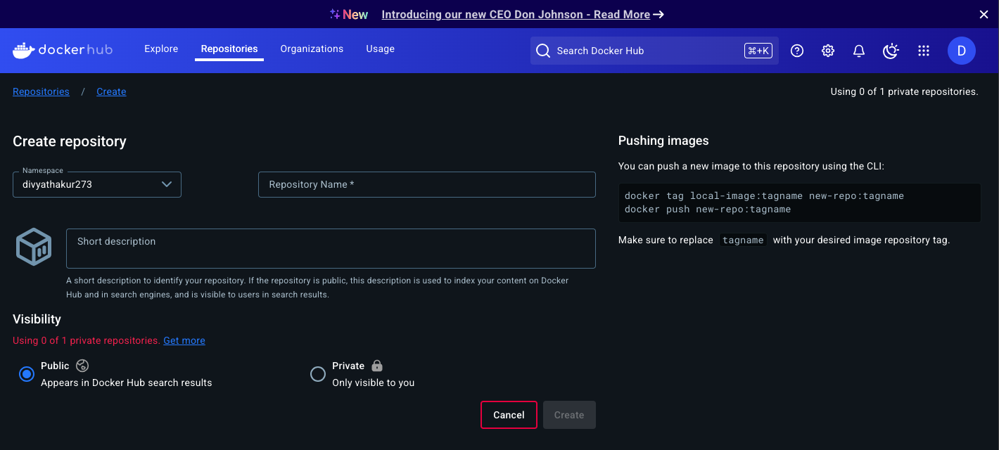 New Introducing our new CEO Don Johnson - Read More
dockerhub Explore Repositories Organizations Usage Search Docker Hub ⌘+K D
Repositories / Create
Using 0 of 1 private repositories.
Create repository
Namespace
divyathakur273
Repository Name *
Short description
A short description to identify your repository. If the repository is public, this description is used to index your content on Docker
Hub and in search engines, and is visible to users in search results.
Visibility
Using 0 of 1 private repositories. Get more
Public
Appears in Docker Hub search results
Private
Only visible to you
Cancel Create
Pushing images
You can push a new image to this repository using the CLI:
docker tag local-image:tagname new-repo:tagname
docker push new-repo:tagname
Make sure to replace tagname with your desired image repository tag.